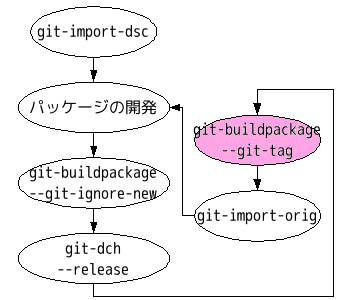 git-import-dsc
パッケージの開発
git-buildpackage
--git-ignore-new
git-dch
--release
git-buildpackage
--git-tag
git-import-orig